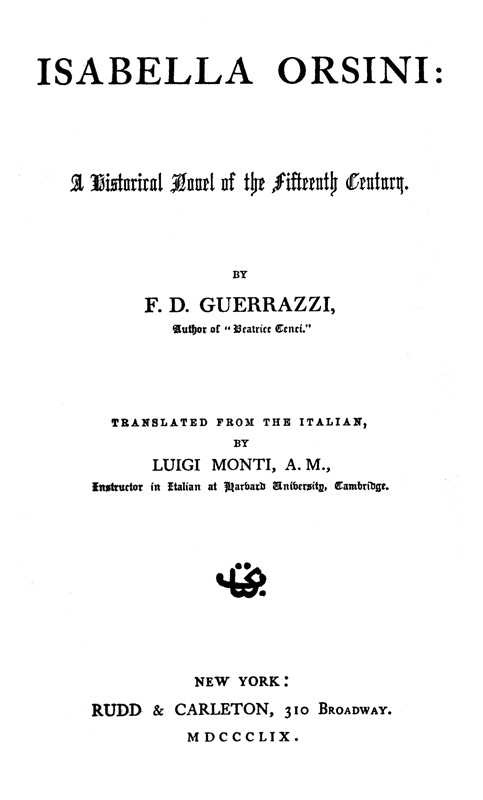 ISABELLA ORSINI:
A Historical Novel of the Fifteenth Century.
BY
F. D. GUERRAZZI,
Author of "Beatrice Cenci."
TRANSLATED FROM THE ITALIAN,
BY
LUIGI MONTI, A. M.,
Instructor in Italian at Harvard University, Cambridge.
NEW YORK:
RUDD & CARLETON, 310 BROADWAY.
MDCCCLIX.